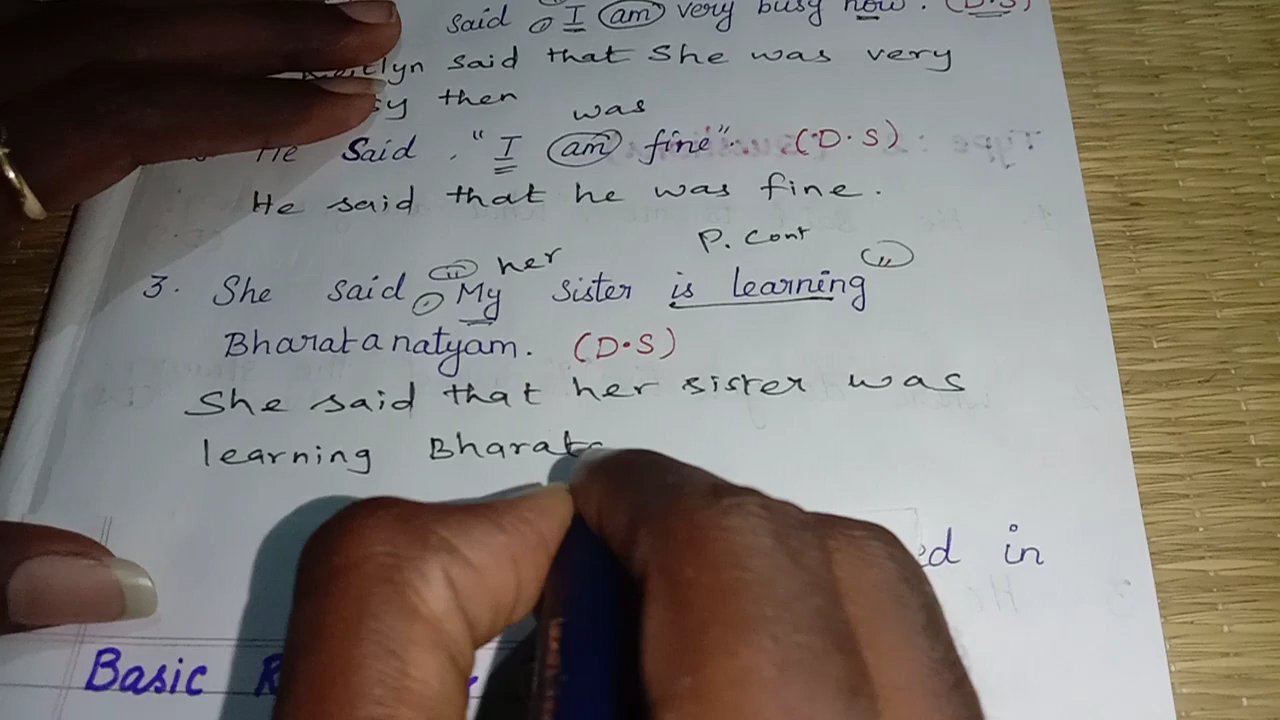 said , I am very busy now. (D.S)
said that She was very
then
was
He Said , "I am fine". (D.S)
He said that he was fine.
P. Cont
" her "
3. She said , My sister is learning
Bharatanatyam. (D.S)
She said that her sister was
learning Bharata
in
Basic